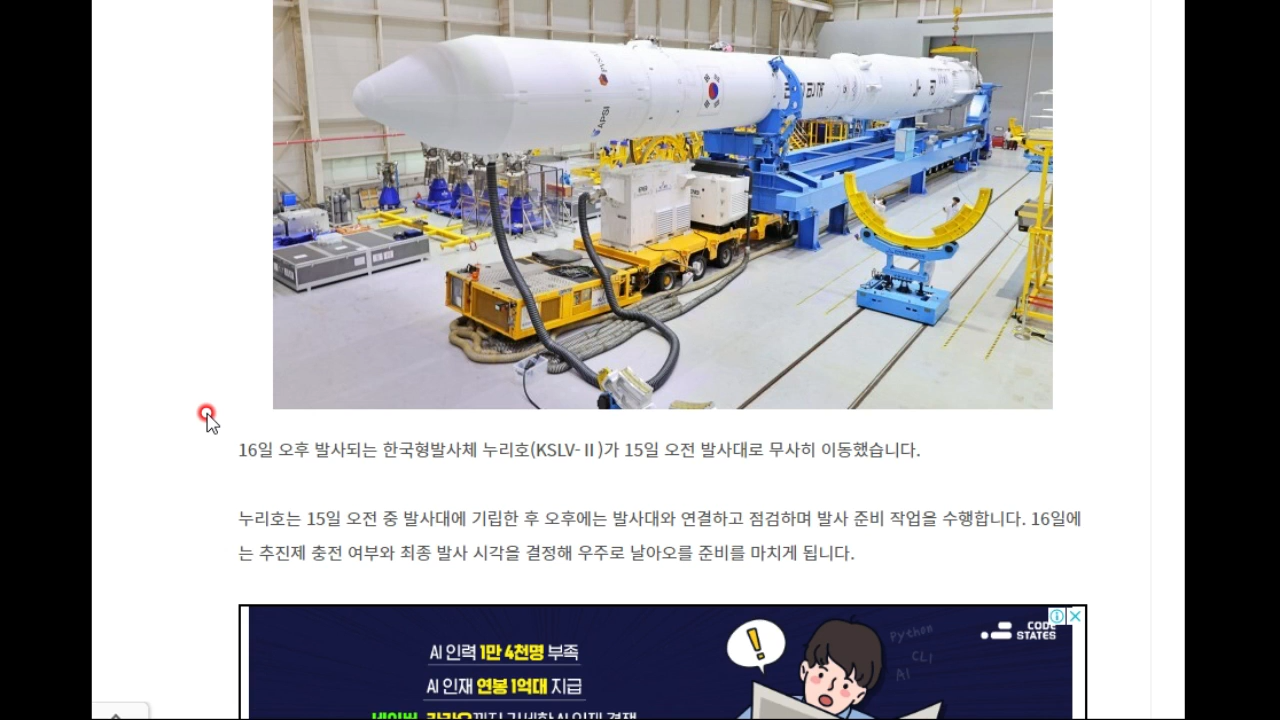 16일 오후 발사되는 한국형발사체 누리호(KSLV-Ⅱ)가 15일 오전 발사대로 무사히 이동했습니다.
누리호는 15일 오전 중 발사대에 기립한 후 오후에는 발사대와 연결하고 점검하며 발사 준비 작업을 수행합니다. 16일에
는 추진제 충전 여부와 최종 발사 시각을 결정해 우주로 날아오를 준비를 마치게 됩니다.
CODE
STATES
Python
CLI
AI
AI 인력 1만 4천명 부족
AI 인재 연봉 1억대 지급